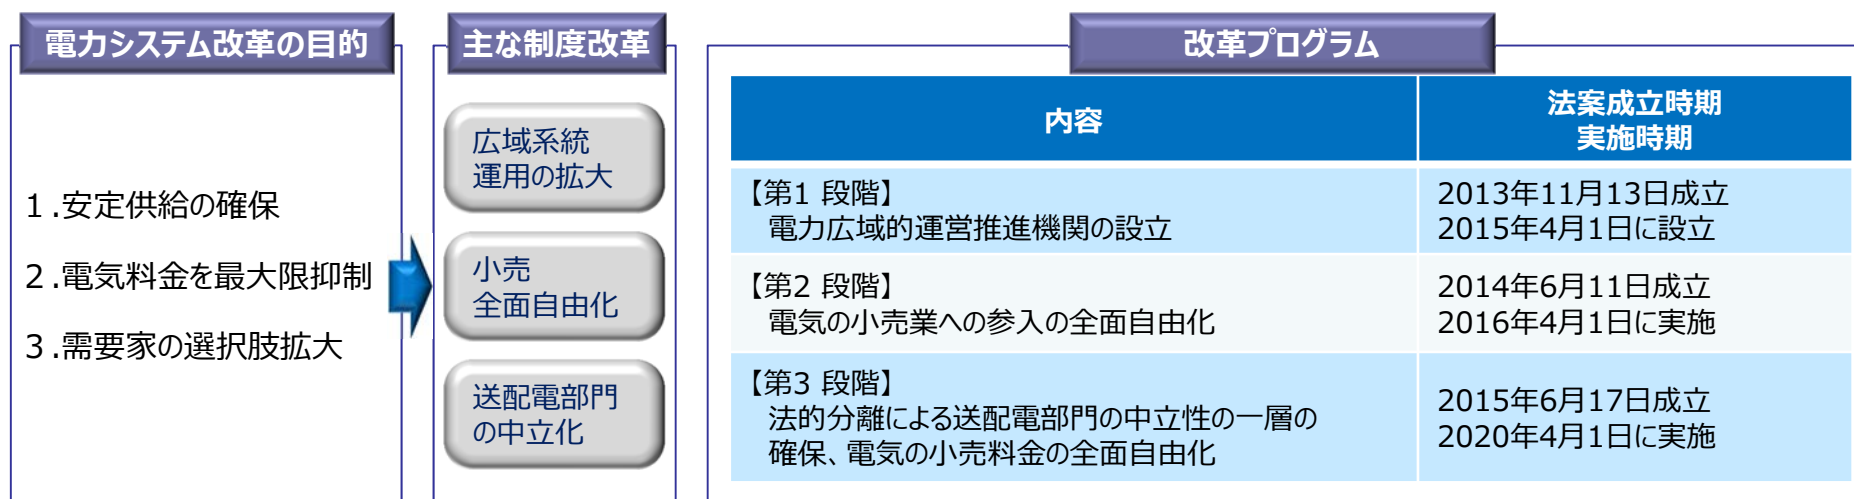 電力システム改革の目的
1.安定供給の確保
2.電気料金を最大限抑制
3.需要家の選択肢拡大
主な制度改革
広域系統
運用の拡大
小売
全面自由化
送配電部門
の中立化
改革プログラム
内容
法案成立時期
実施時期
【第1 段階】
電力広域的運営推進機関の設立
2013年11月13日成立
2015年4月1日に設立
【第2 段階】
電気の小売業への参入の全面自由化
2014年6月11日成立
2016年4月1日に実施
【第3 段階】
法的分離による送配電部門の中立性の一層の
確保、電気の小売料金の全面自由化
2015年6月17日成立
2020年4月1日に実施